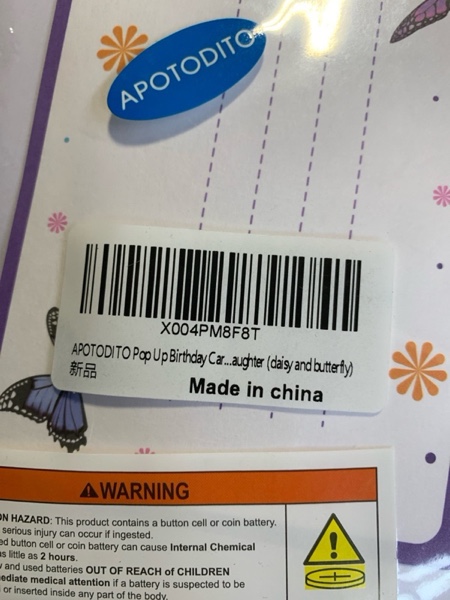 APOTODITO
X004PM8F8T
APOTODITO Pop Up Birthday Car...aughter (daisy and butterfly)
新品
Made in china
WARNING
ON HAZARD: This product contains a button cell or coin battery.
serious injury can occur if ingested.
ed button cell or coin battery can cause Internal Chemical
as little as 2 hours.
and used batteries OUT OF REACH of CHILDREN
ediate medical attention if a battery is suspected to be
or inserted inside any part of the body.